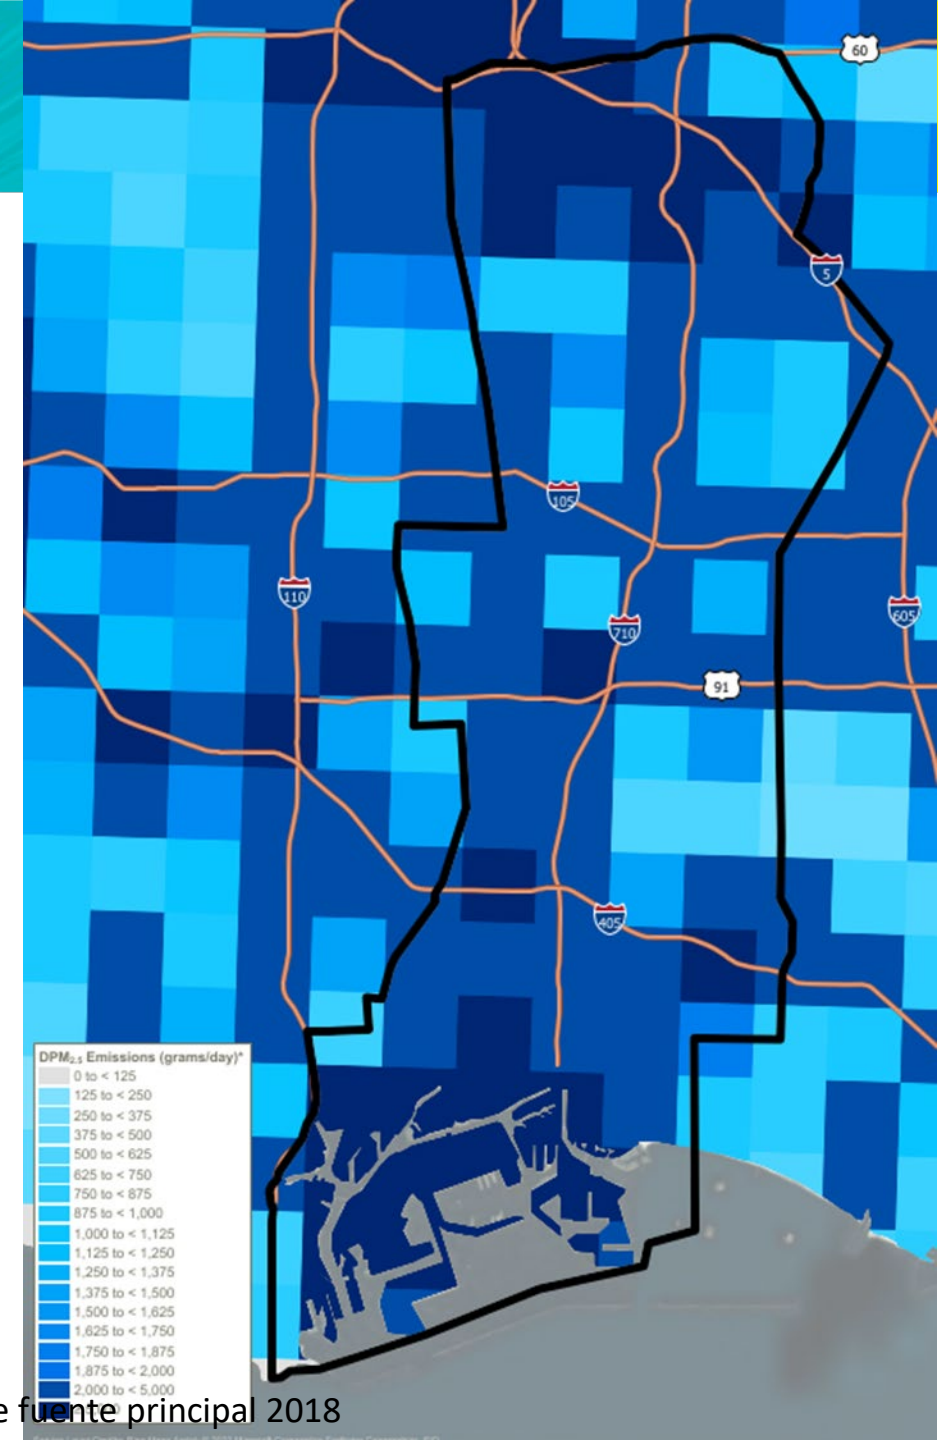 60
5
105
110
710
605
91
405
DPM2.5 Emissions (grams/day)*
0 to < 125
125 to < 250
250 to < 375
375 to < 500
500 to < 625
625 to < 750
750 to < 875
875 to < 1,000
1,000 to < 1,125
1,125 to < 1,250
1,250 to < 1,375
1,375 to < 1,500
1,500 to < 1,625
1,625 to < 1,750
1,750 to < 1,875
1,875 to < 2,000
2,000 to < 5,000
fuente principal 2018